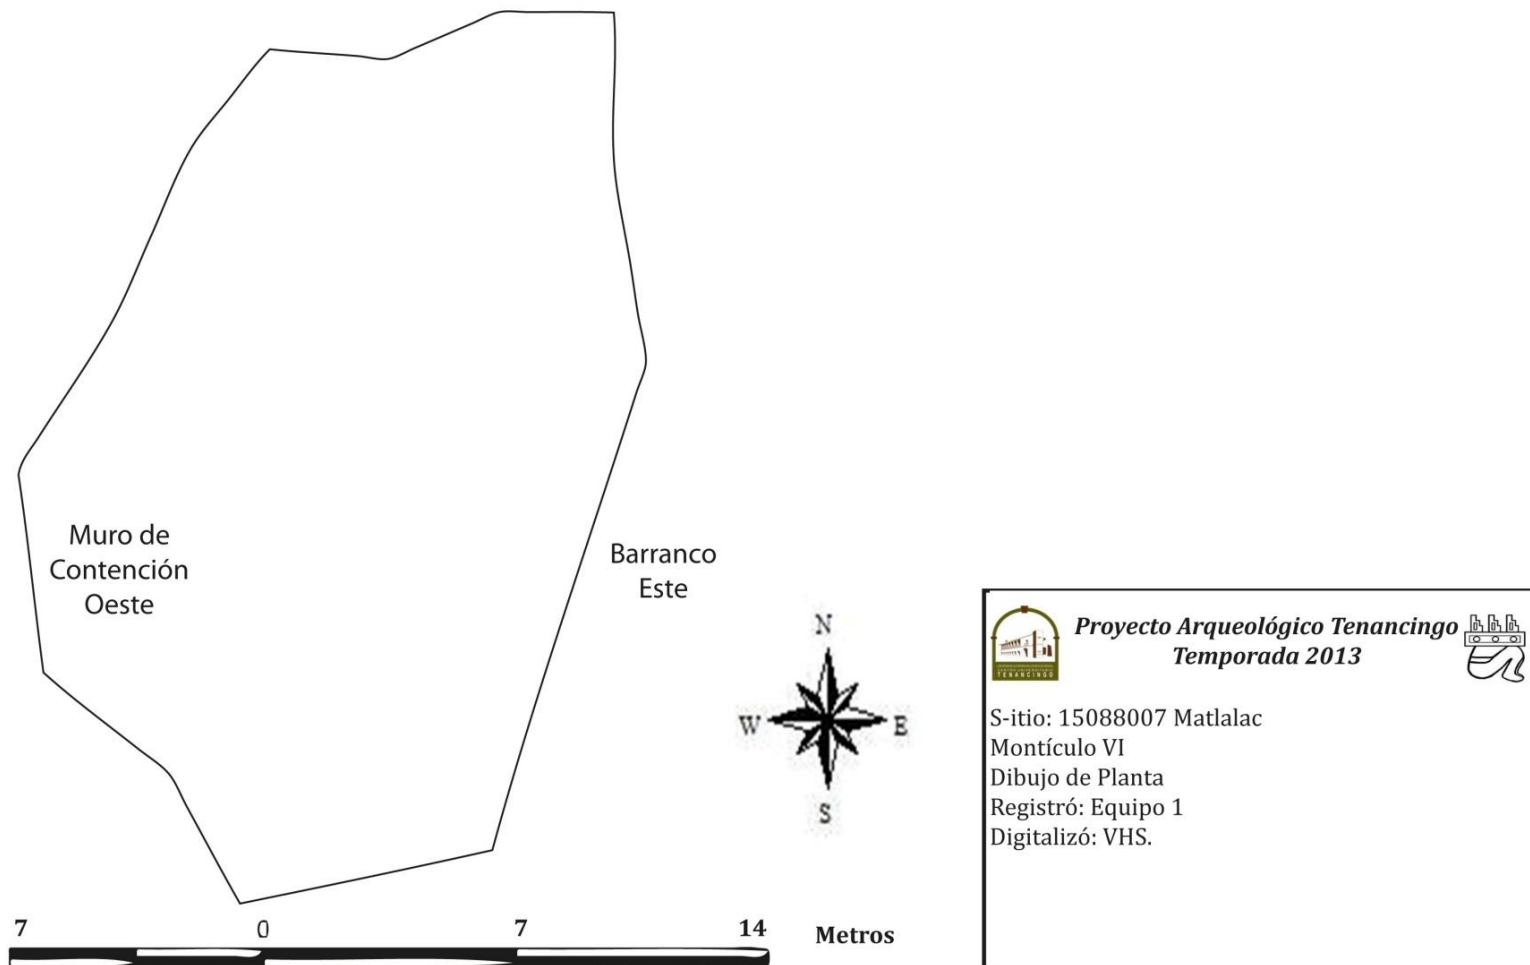 Muro de
Contención
Oeste
Barranco
Este
N
W
E
S
7 0 7 14 Metros
Proyecto Arqueológico Tenancingo
Temporada 2013
TENANCINGO
S-itio: 15088007 Matlalac
Montículo VI
Dibujo de Planta
Registró: Equipo 1
Digitalizó: VHS.